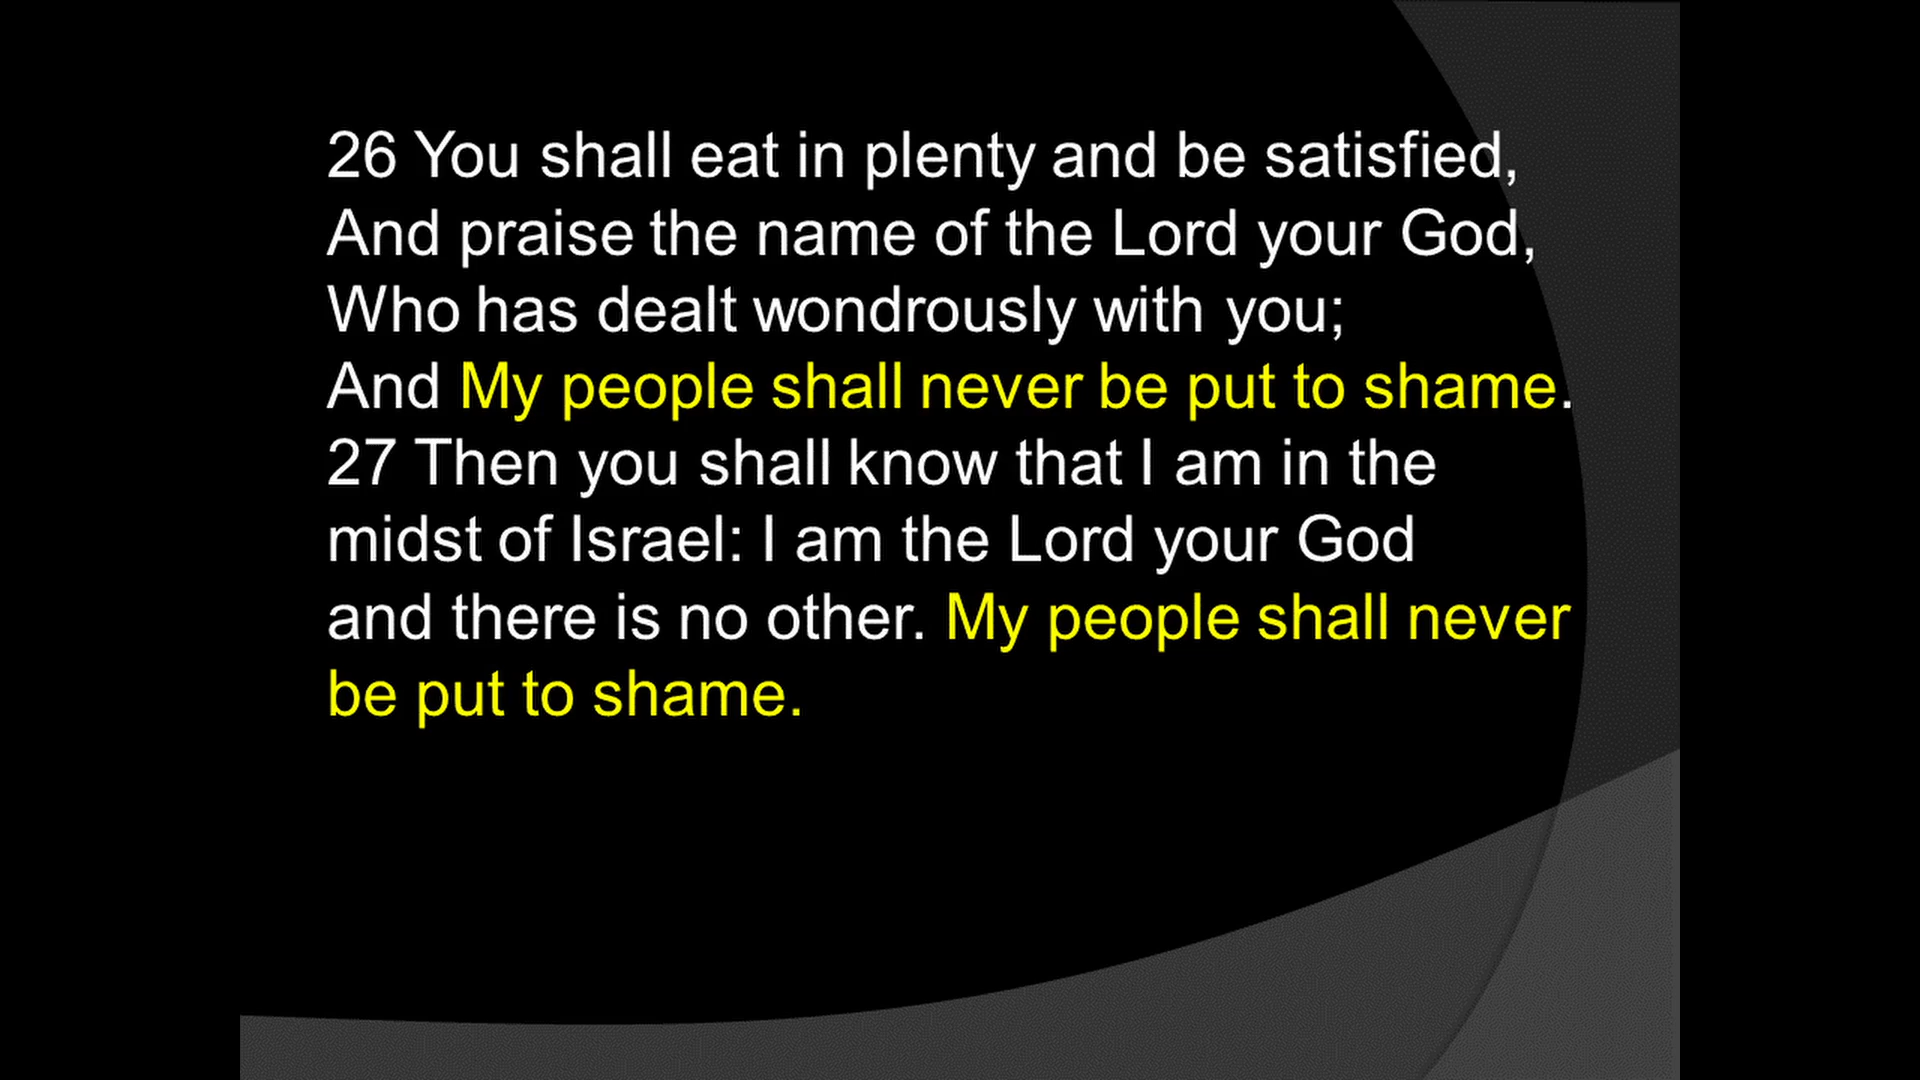 26 You shall eat in plenty and be satisfied,
And praise the name of the Lord your God,
Who has dealt wondrously with you;
And My people shall never be put to shame.
27 Then you shall know that I am in the
midst of Israel: I am the Lord your God
and there is no other. My people shall never
be put to shame.